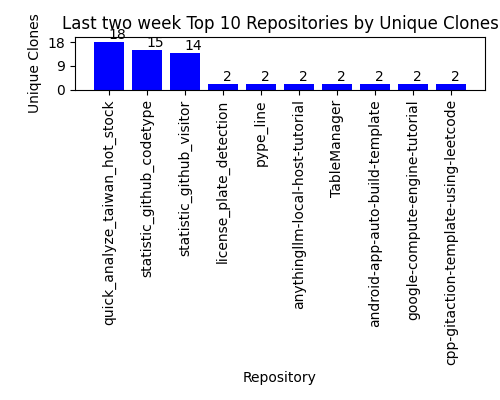 Last two week Top 10 Repositories by Unique Clones
Unique Clones
18
9
0
18
15
14
2
2
2
2
2
2
2
quick_analyze_taiwan_hot_stock
statistic_github_codetype
statistic_github_visitor
license_plate_detection
pype_line
anythingllm-local-host-tutorial
TableManager
android-app-auto-build-template
google-compute-engine-tutorial
cpp-gitaction-template-using-leetcode
Repository